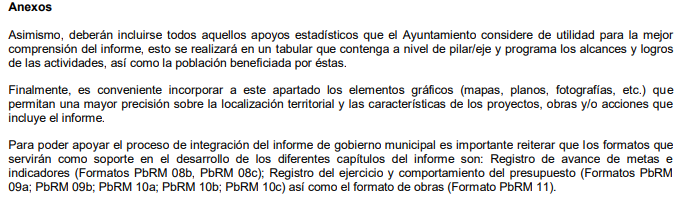 Anexos
Asimismo, deberán incluirse todos aquellos apoyos estadísticos que el Ayuntamiento considere de utilidad para la mejor
comprensión del informe, esto se realizará en un tabular que contenga a nivel de pilar/eje y programa los alcances y logros
de las actividades, así como la población beneficiada por éstas.
Finalmente, es conveniente incorporar a este apartado los elementos gráficos (mapas, planos, fotografías, etc.) que
permitan una mayor precisión sobre la localización territorial y las características de los proyectos, obras y/o acciones que
incluye el informe.
Para poder apoyar el proceso de integración del informe de gobierno municipal es importante reiterar que los formatos que
servirán como soporte en el desarrollo de los diferentes capítulos del informe son: Registro de avance de metas e
indicadores (Formatos PbRM 08b, PbRM 08c); Registro del ejercicio y comportamiento del presupuesto (Formatos PbRM
09a; PbRM 09b; PbRM 10a; PbRM 10b; PbRM 10c) así como el formato de obras (Formato PbRM 11).